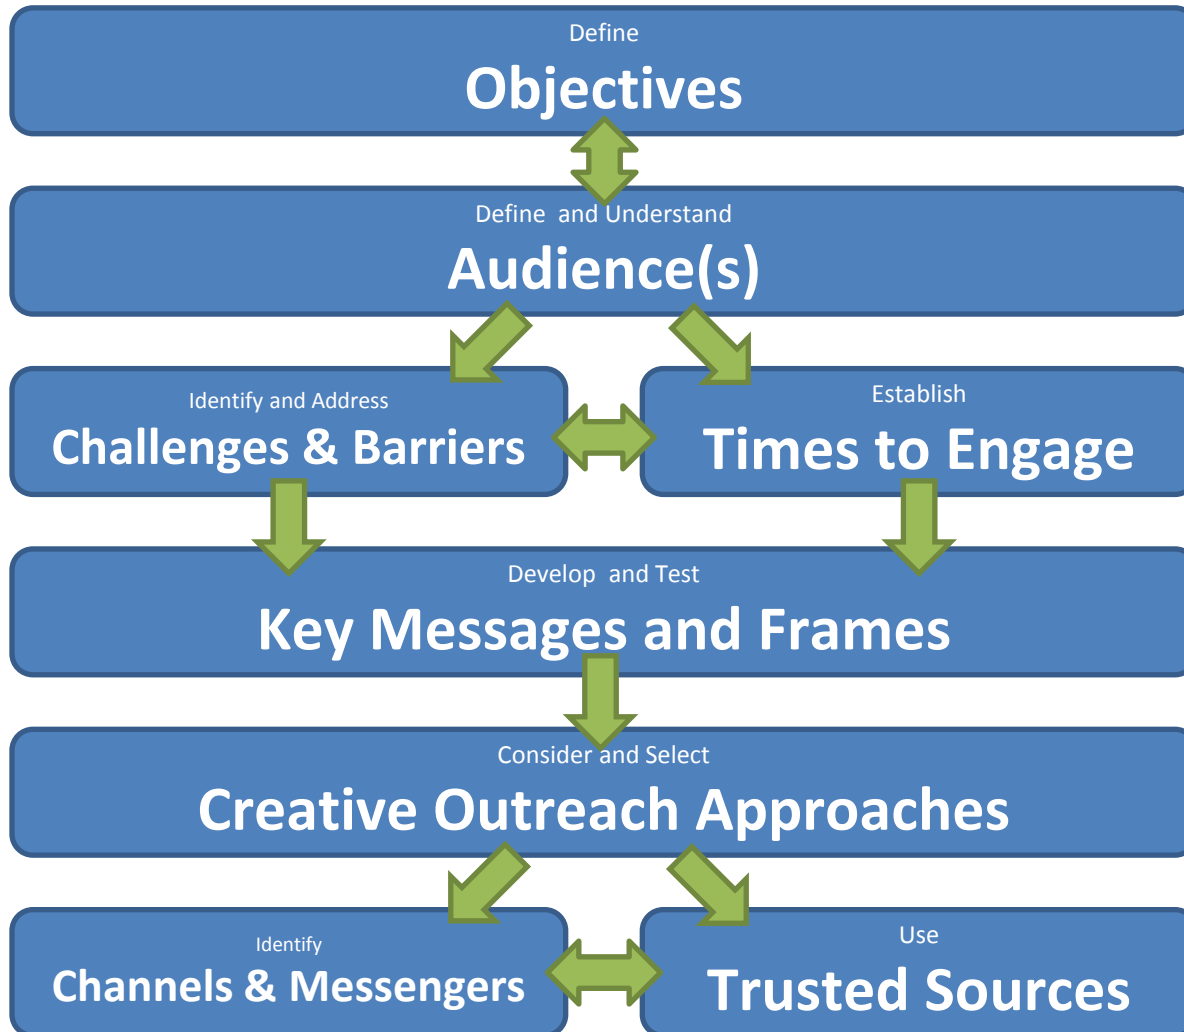 Define
Objectives
Define  and Understand
Audience(s)
Identify and Address
Challenges & Barriers
Establish
Times to Engage
Develop  and Test
Key Messages and Frames
Consider and Select
Creative Outreach Approaches
Identify
Channels & Messengers
Use
Trusted Sources